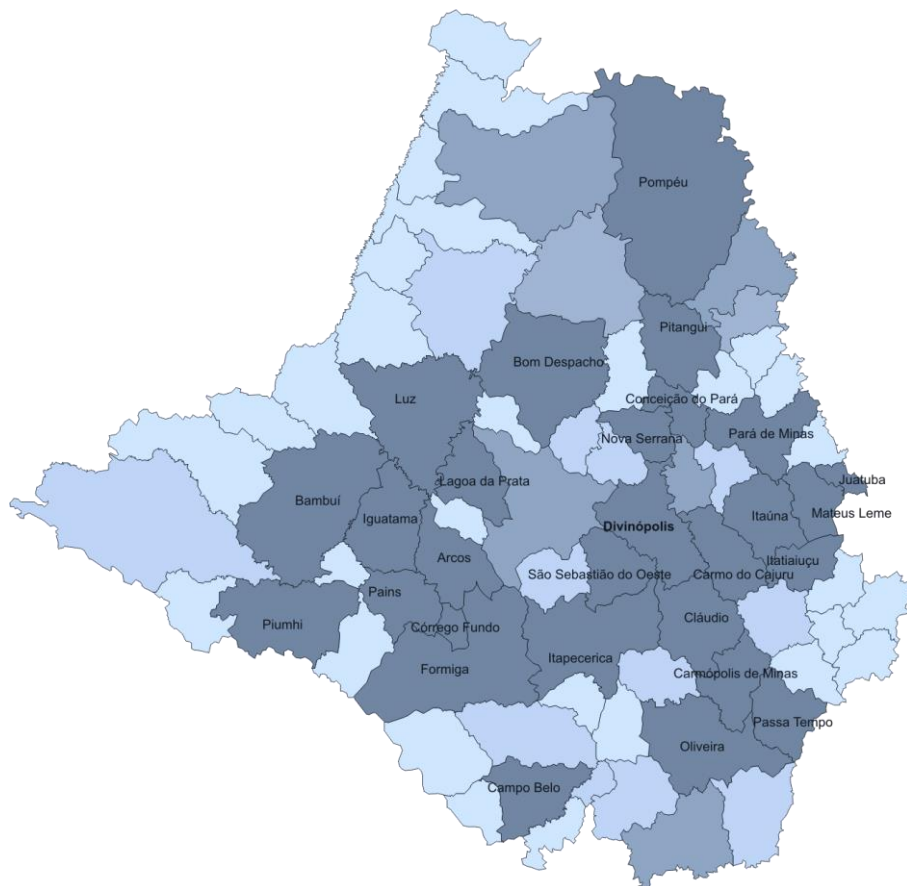 Pompéu
Pitangui
Bom Despacho
Luz
Conceição do Pará
Nova Serrana
Pará de Minas
Lagoa da Prata
Juatuba
Bambuí
Mateus Leme
Iguatama
Itaúna
Divinópolis
Arcos
Itatiaiuçu
São Sebastião do Oeste
Carmo do Cajuru
Pains
Cláudio
Piumhi
Córrego Fundo
Itapecerica
Formiga
Carmópolis de Minas
Passa Tempo
Oliveira
Campo Belo